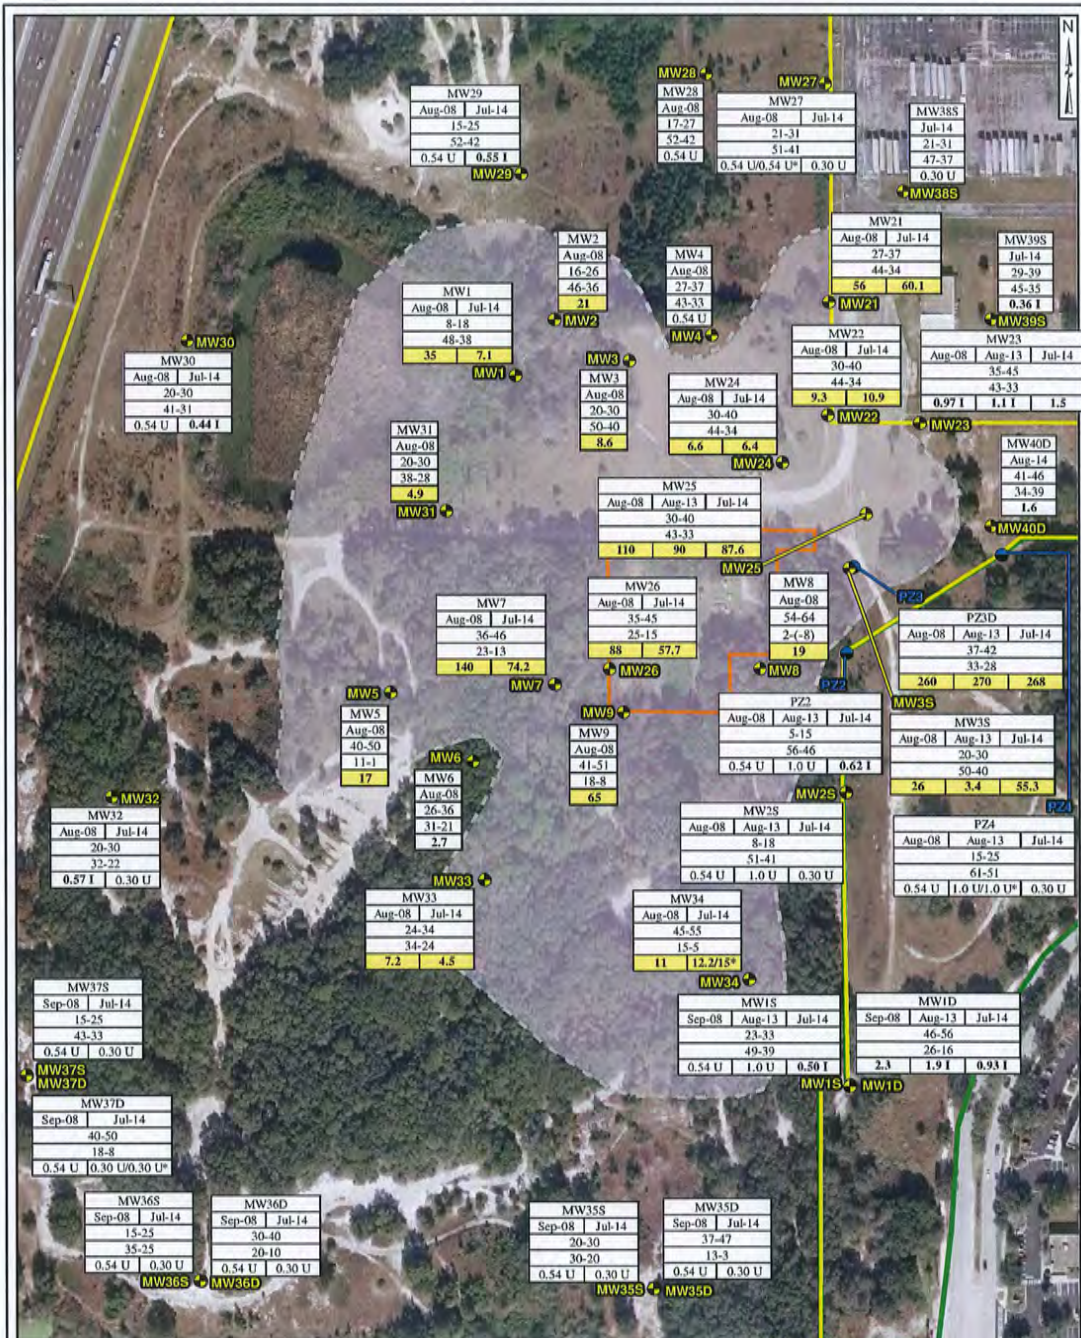 N
MW29
Aug-08 Jul-14
15-25
52-42
0.54 U 0.55 I
MW29
MW28
MW28
Aug-08
17-27
52-42
0.54 U
MW27
MW27
Aug-08 Jul-14
21-31
51-41
0.54 U/0.54 U* 0.30 U
MW38S
Jul-14
21-31
47-37
0.30 U
MW38S
MW2
Aug-08
16-26
46-36
21
MW2
MW4
Aug-08
27-37
43-33
0.54 U
MW4
MW21
Aug-08 Jul-14
27-37
44-34
56 60.1
MW21
MW39S
Jul-14
29-39
45-35
0.36 I
MW39S
MW1
Aug-08 Jul-14
8-18
48-38
35 7.1
MW1
MW30
MW30
Aug-08 Jul-14
20-30
41-31
0.54 U 0.44 I
MW3
MW3
Aug-08
20-30
50-40
8.6
MW22
Aug-08 Jul-14
30-40
44-34
9.3 10.9
MW22
MW23
Aug-08 Aug-13 Jul-14
35-45
43-33
0.97 I 1.1 I 1.5
MW23
MW24
Aug-08 Jul-14
30-40
44-34
6.6 6.4
MW24
MW31
Aug-08
20-30
38-28
4.9
MW31
MW40D
Aug-14
41-46
34-39
1.6
MW40D
MW25
Aug-08 Aug-13 Jul-14
30-40
43-33
110 90 87.6
MW25
MW26
Aug-08 Jul-14
35-45
25-15
88 57.7
MW26
MW8
Aug-08
54-64
2-(-8)
19
MW8
PZ3
PZ3D
Aug-08 Aug-13 Jul-14
37-42
33-28
260 270 268
MW7
Aug-08 Jul-14
36-46
23-13
140 74.2
MW7
MW5
MW5
Aug-08
40-50
11-1
17
MW9
MW9
Aug-08
41-51
18-8
65
PZ2
PZ2
Aug-08 Aug-13 Jul-14
5-15
56-46
0.54 U 1.0 U 0.62 I
MW3S
MW3S
Aug-08 Aug-13 Jul-14
20-30
50-40
26 3.4 55.3
MW6
MW6
Aug-08
26-36
31-21
2.7
MW32
MW32
Aug-08 Jul-14
20-30
32-22
0.57 I 0.30 U
MW2S
MW2S
Aug-08 Aug-13 Jul-14
8-18
51-41
0.54 U 1.0 U 0.30 U
PZ4
PZ4
Aug-08 Aug-13 Jul-14
15-25
61-51
0.54 U 1.0 U/1.0 U* 0.30 U
MW33
MW33
Aug-08 Jul-14
24-34
34-24
7.2 4.5
MW34
Aug-08 Jul-14
45-55
15-5
11 12.2/15*
MW34
MW37S
Sep-08 Jul-14
15-25
43-33
0.54 U 0.30 U
MW37S
MW37D
MW37D
Sep-08 Jul-14
40-50
18-8
0.54 U 0.30 U/0.30 U*
MW1S
Sep-08 Aug-13 Jul-14
23-33
49-39
0.54 U 1.0 U 0.50 I
MW1S
MW1D
Sep-08 Aug-13 Jul-14
46-56
26-16
2.3 1.9 I 0.93 I
MW1D
MW36S
Sep-08 Jul-14
15-25
35-25
0.54 U 0.30 U
MW36S
MW36D
Sep-08 Jul-14
30-40
20-10
0.54 U 0.30 U
MW36D
MW35S
Sep-08 Jul-14
20-30
30-20
0.54 U 0.30 U
MW35S
MW35D
Sep-08 Jul-14
37-47
13-3
0.54 U 0.30 U
MW35D